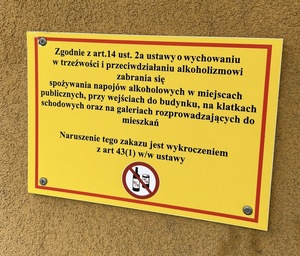 Zgodnie z art.14 ust. 2a ustawy o wychowaniu
w trzeźwości i przeciwdziałaniu alkoholizmowi
zabrania się
spożywania napojów alkoholowych w miejscach
publicznych, przy wejściach do budynku, na klatkach
schodowych oraz na galeriach rozprowadzających do
mieszkań
Naruszenie tego zakazu jest wykroczeniem
z art 43(1) w/w ustawy